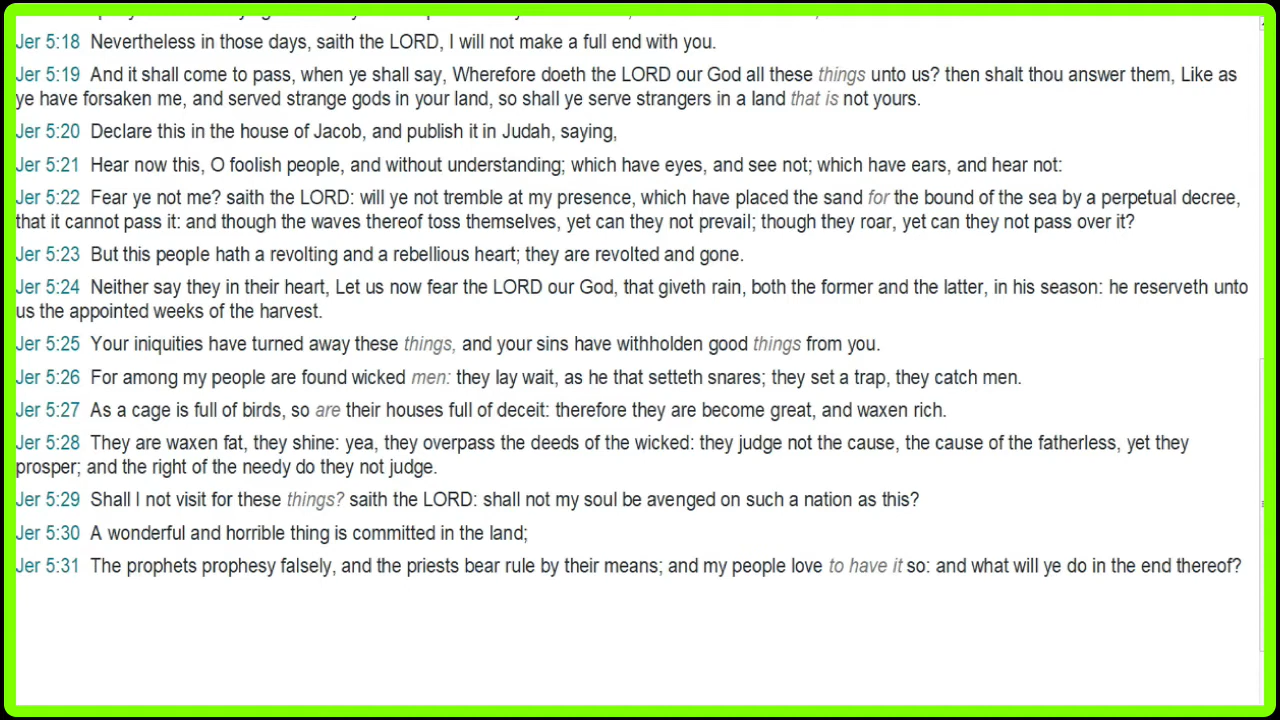 Jer 5:18 Nevertheless in those days, saith the LORD, I will not make a full end with you.
Jer 5:19 And it shall come to pass, when ye shall say, Wherefore doeth the LORD our God all these things unto us? then shalt thou answer them, Like as
ye have forsaken me, and served strange gods in your land, so shall ye serve strangers in a land that is not yours.
Jer 5:20 Declare this in the house of Jacob, and publish it in Judah, saying,
Jer 5:21 Hear now this, O foolish people, and without understanding; which have eyes, and see not; which have ears, and hear not:
Jer 5:22 Fear ye not me? saith the LORD: will ye not tremble at my presence, which have placed the sand for the bound of the sea by a perpetual decree,
that it cannot pass it: and though the waves thereof toss themselves, yet can they not prevail; though they roar, yet can they not pass over it?
Jer 5:23 But this people hath a revolting and a rebellious heart; they are revolted and gone.
Jer 5:24 Neither say they in their heart, Let us now fear the LORD our God, that giveth rain, both the former and the latter, in his season: he reserveth unto
us the appointed weeks of the harvest.
Jer 5:25 Your iniquities have turned away these things, and your sins have withholden good things from you.
Jer 5:26 For among my people are found wicked men: they lay wait, as he that setteth snares; they set a trap, they catch men.
Jer 5:27 As a cage is full of birds, so are their houses full of deceit: therefore they are become great, and waxen rich.
Jer 5:28 They are waxen fat, they shine: yea, they overpass the deeds of the wicked: they judge not the cause, the cause of the fatherless, yet they
prosper; and the right of the needy do they not judge.
Jer 5:29 Shall I not visit for these things? saith the LORD: shall not my soul be avenged on such a nation as this?
Jer 5:30 A wonderful and horrible thing is committed in the land;
Jer 5:31 The prophets prophesy falsely, and the priests bear rule by their means; and my people love to have it so: and what will ye do in the end thereof?